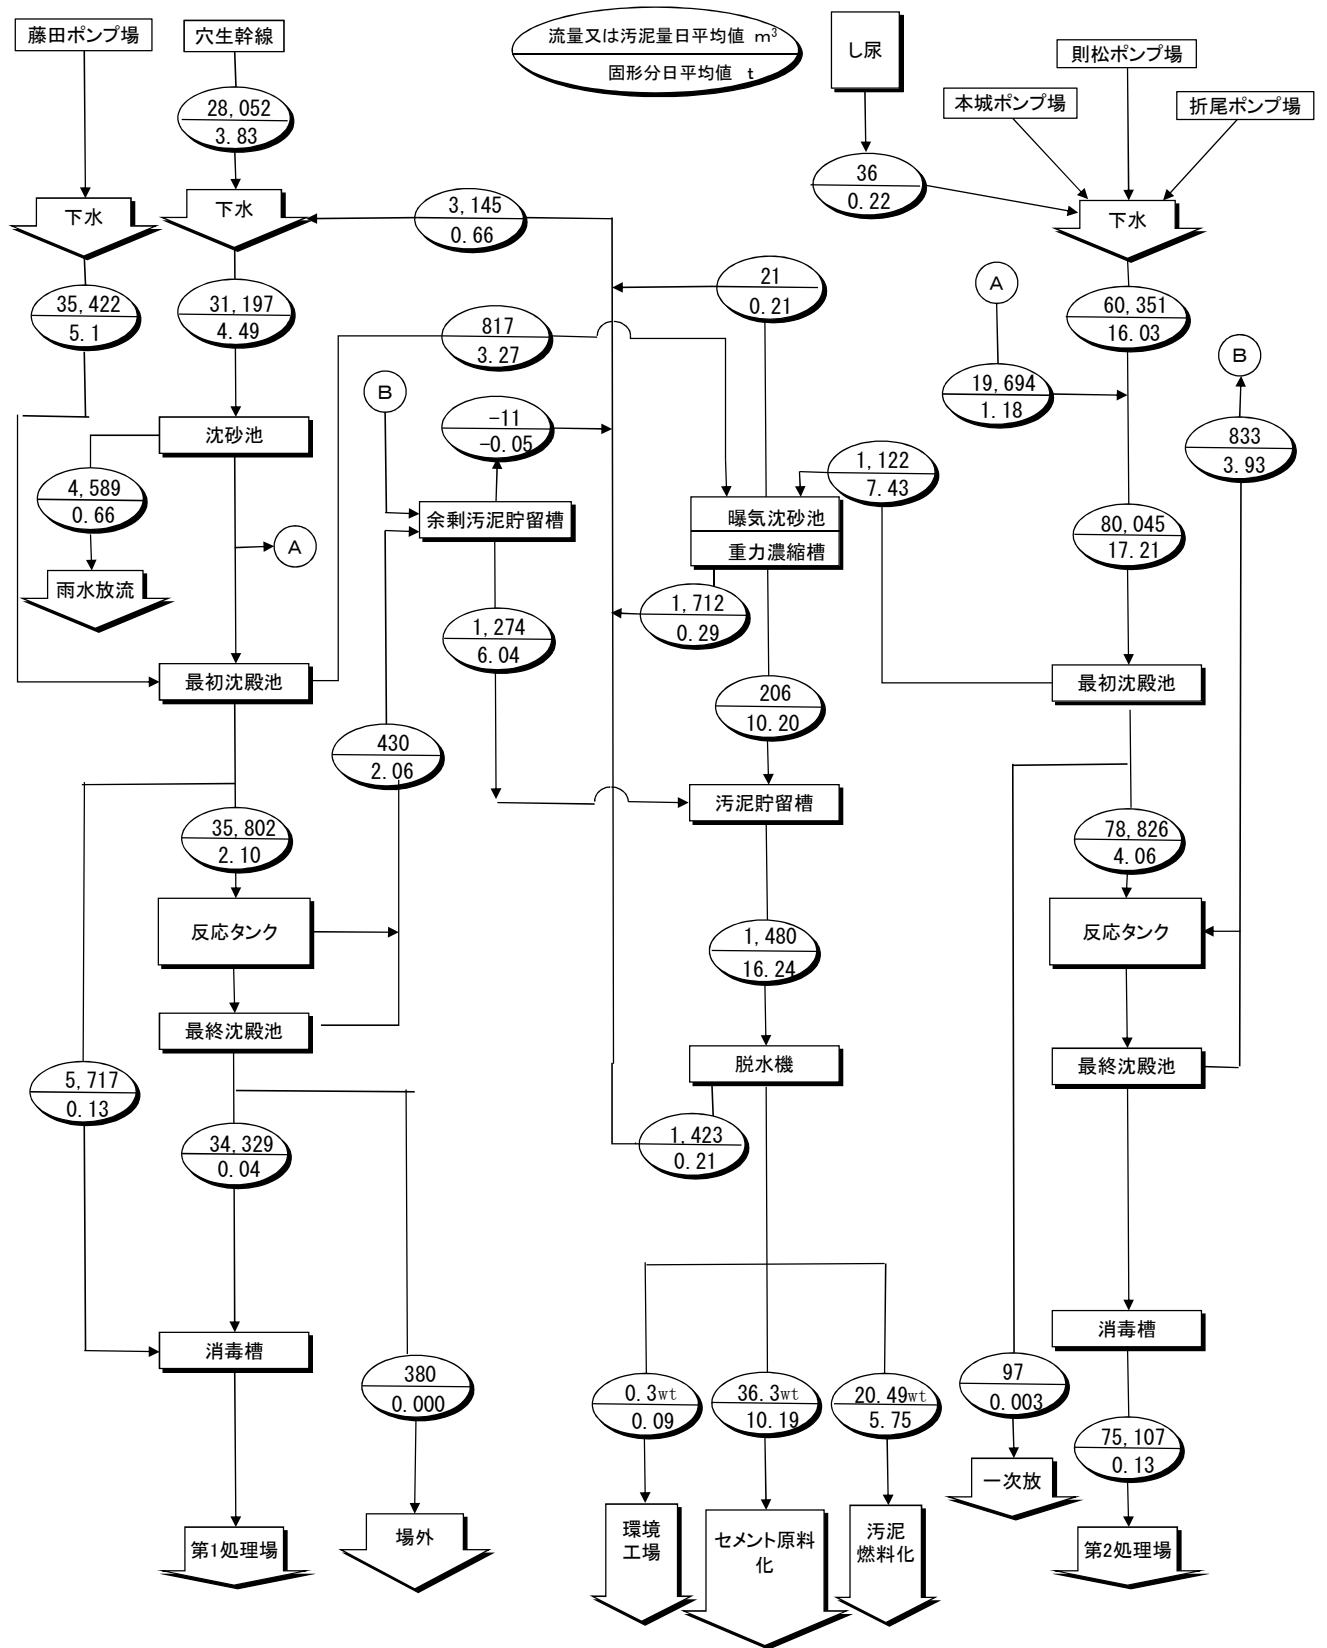 藤田ポンプ場
穴生幹線
流量又は汚泥量日平均値 m³
固形分日平均値 t
し尿
則松ポンプ場
本城ポンプ場
折尾ポンプ場
28,052
3.83
36
0.22
下水
下水
3,145
0.66
下水
35,422
5.1
31,197
4.49
21
0.21
A
60,351
16.03
817
3.27
B
19,694
1.18
B
-11
-0.05
沈砂池
833
3.93
4,589
0.66
1,122
7.43
余剰汚泥貯留槽
曝気沈砂池
重力濃縮槽
80,045
17.21
A
雨水放流
1,274
6.04
1,712
0.29
最初沈殿池
最初沈殿池
206
10.20
430
2.06
汚泥貯留槽
35,802
2.10
78,826
4.06
反応タンク
1,480
16.24
反応タンク
最終沈殿池
脱水機
最終沈殿池
5,717
0.13
34,329
0.04
1,423
0.21
消毒槽
消毒槽
380
0.000
0.3wt
0.09
36.3wt
10.19
20.49wt
5.75
97
0.003
75,107
0.13
一次放
第1処理場
場外
環境
工場
セメント原料
化
汚泥
燃料化
第2処理場